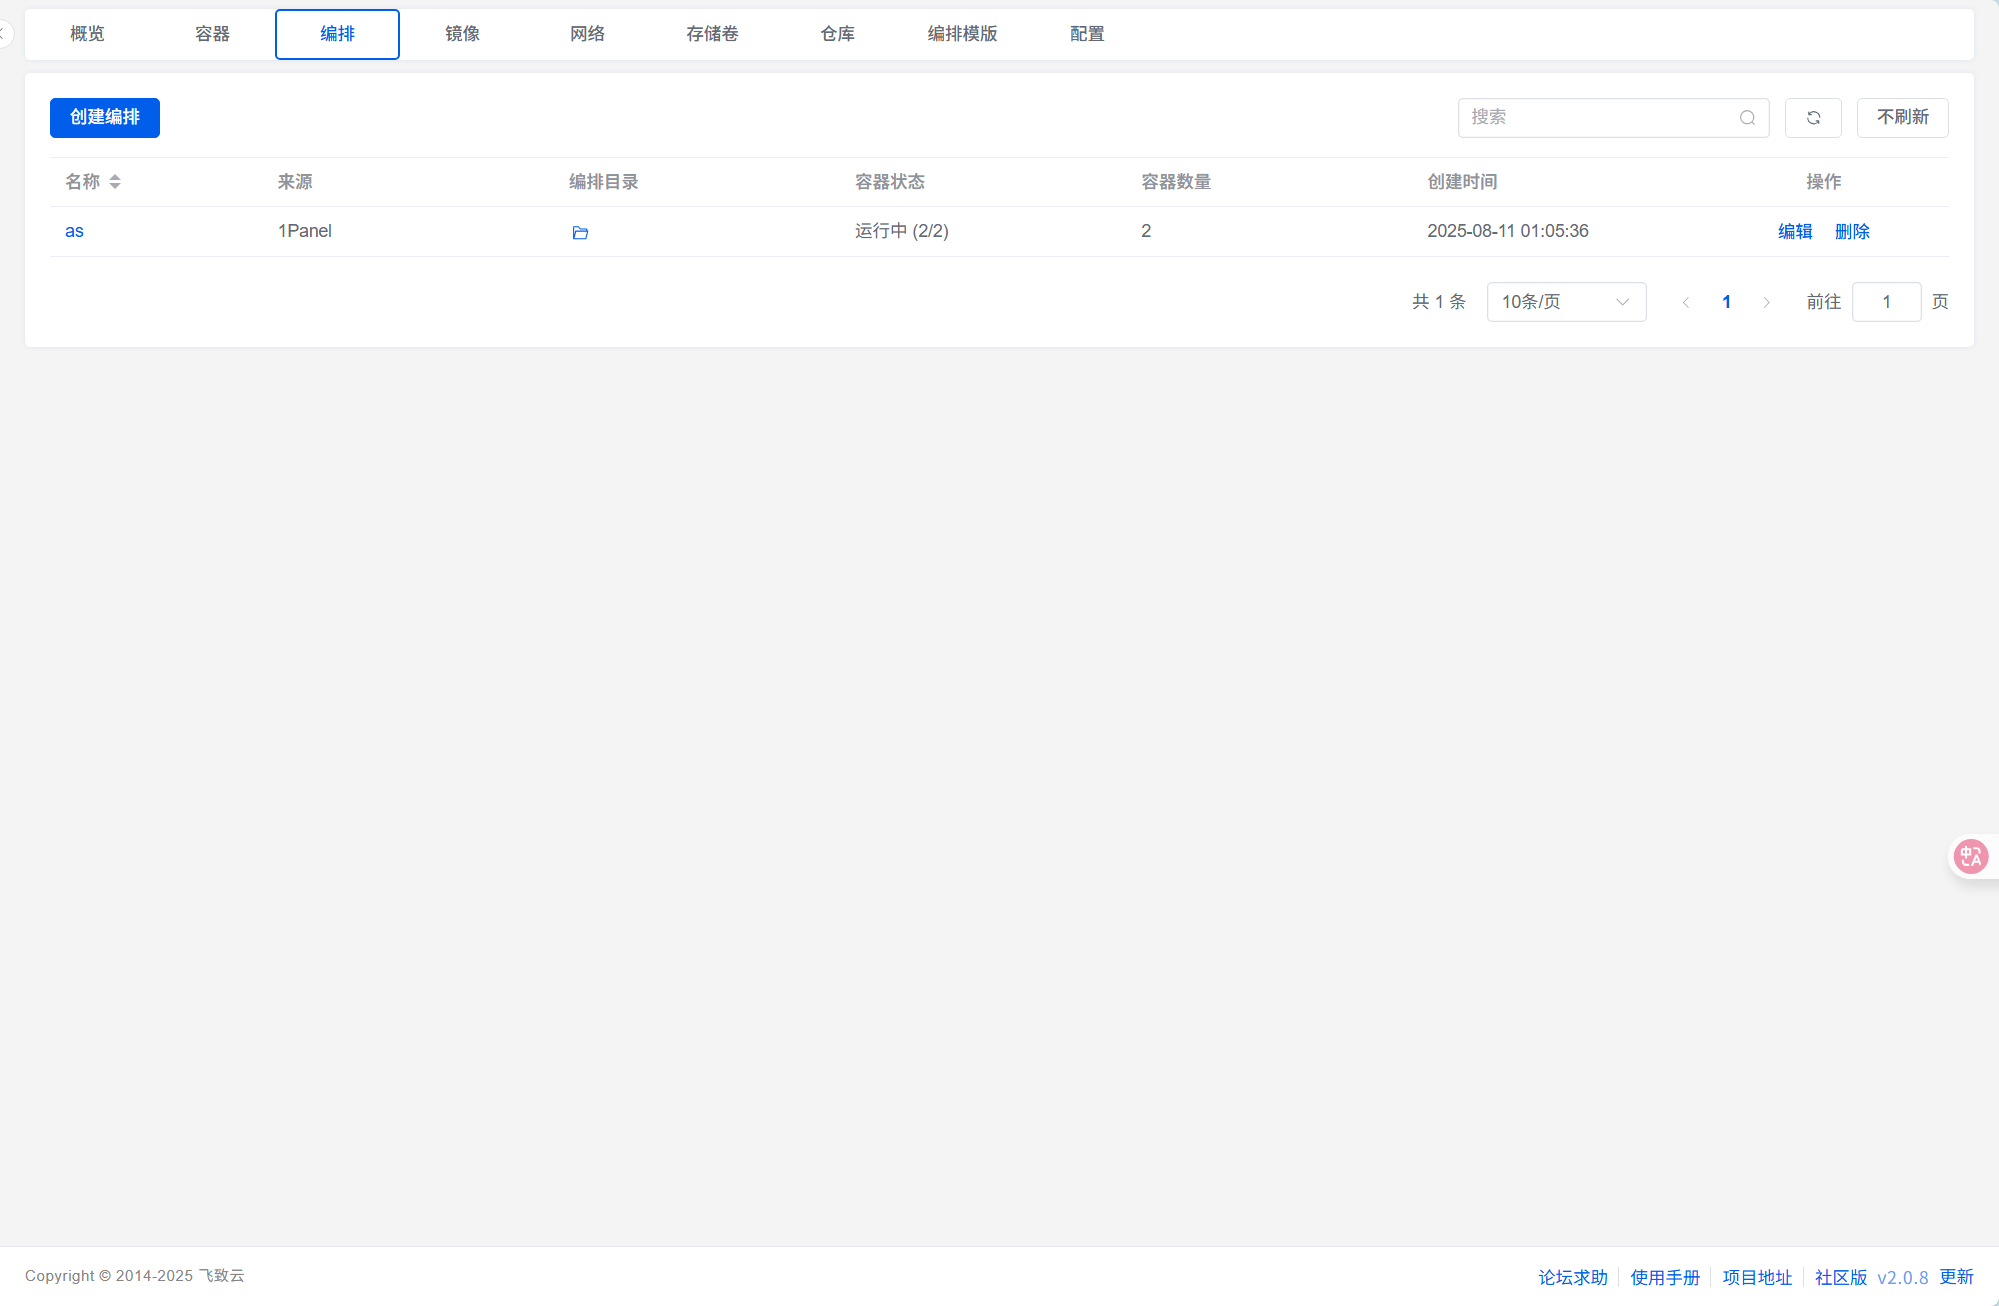 概览 容器 编排 镜像 网络 存储卷 仓库 编排模版 配置
创建编排 搜索 不刷新
名称 来源 编排目录 容器状态 容器数量 创建时间 操作
as 1Panel 运行中 (2/2) 2 2025-08-11 01:05:36 编辑 删除
共 1 条 10条/页 1 前往 1 页
中A
Copyright © 2014-2025 飞致云 论坛求助 使用手册 项目地址 社区版 v2.0.8 更新